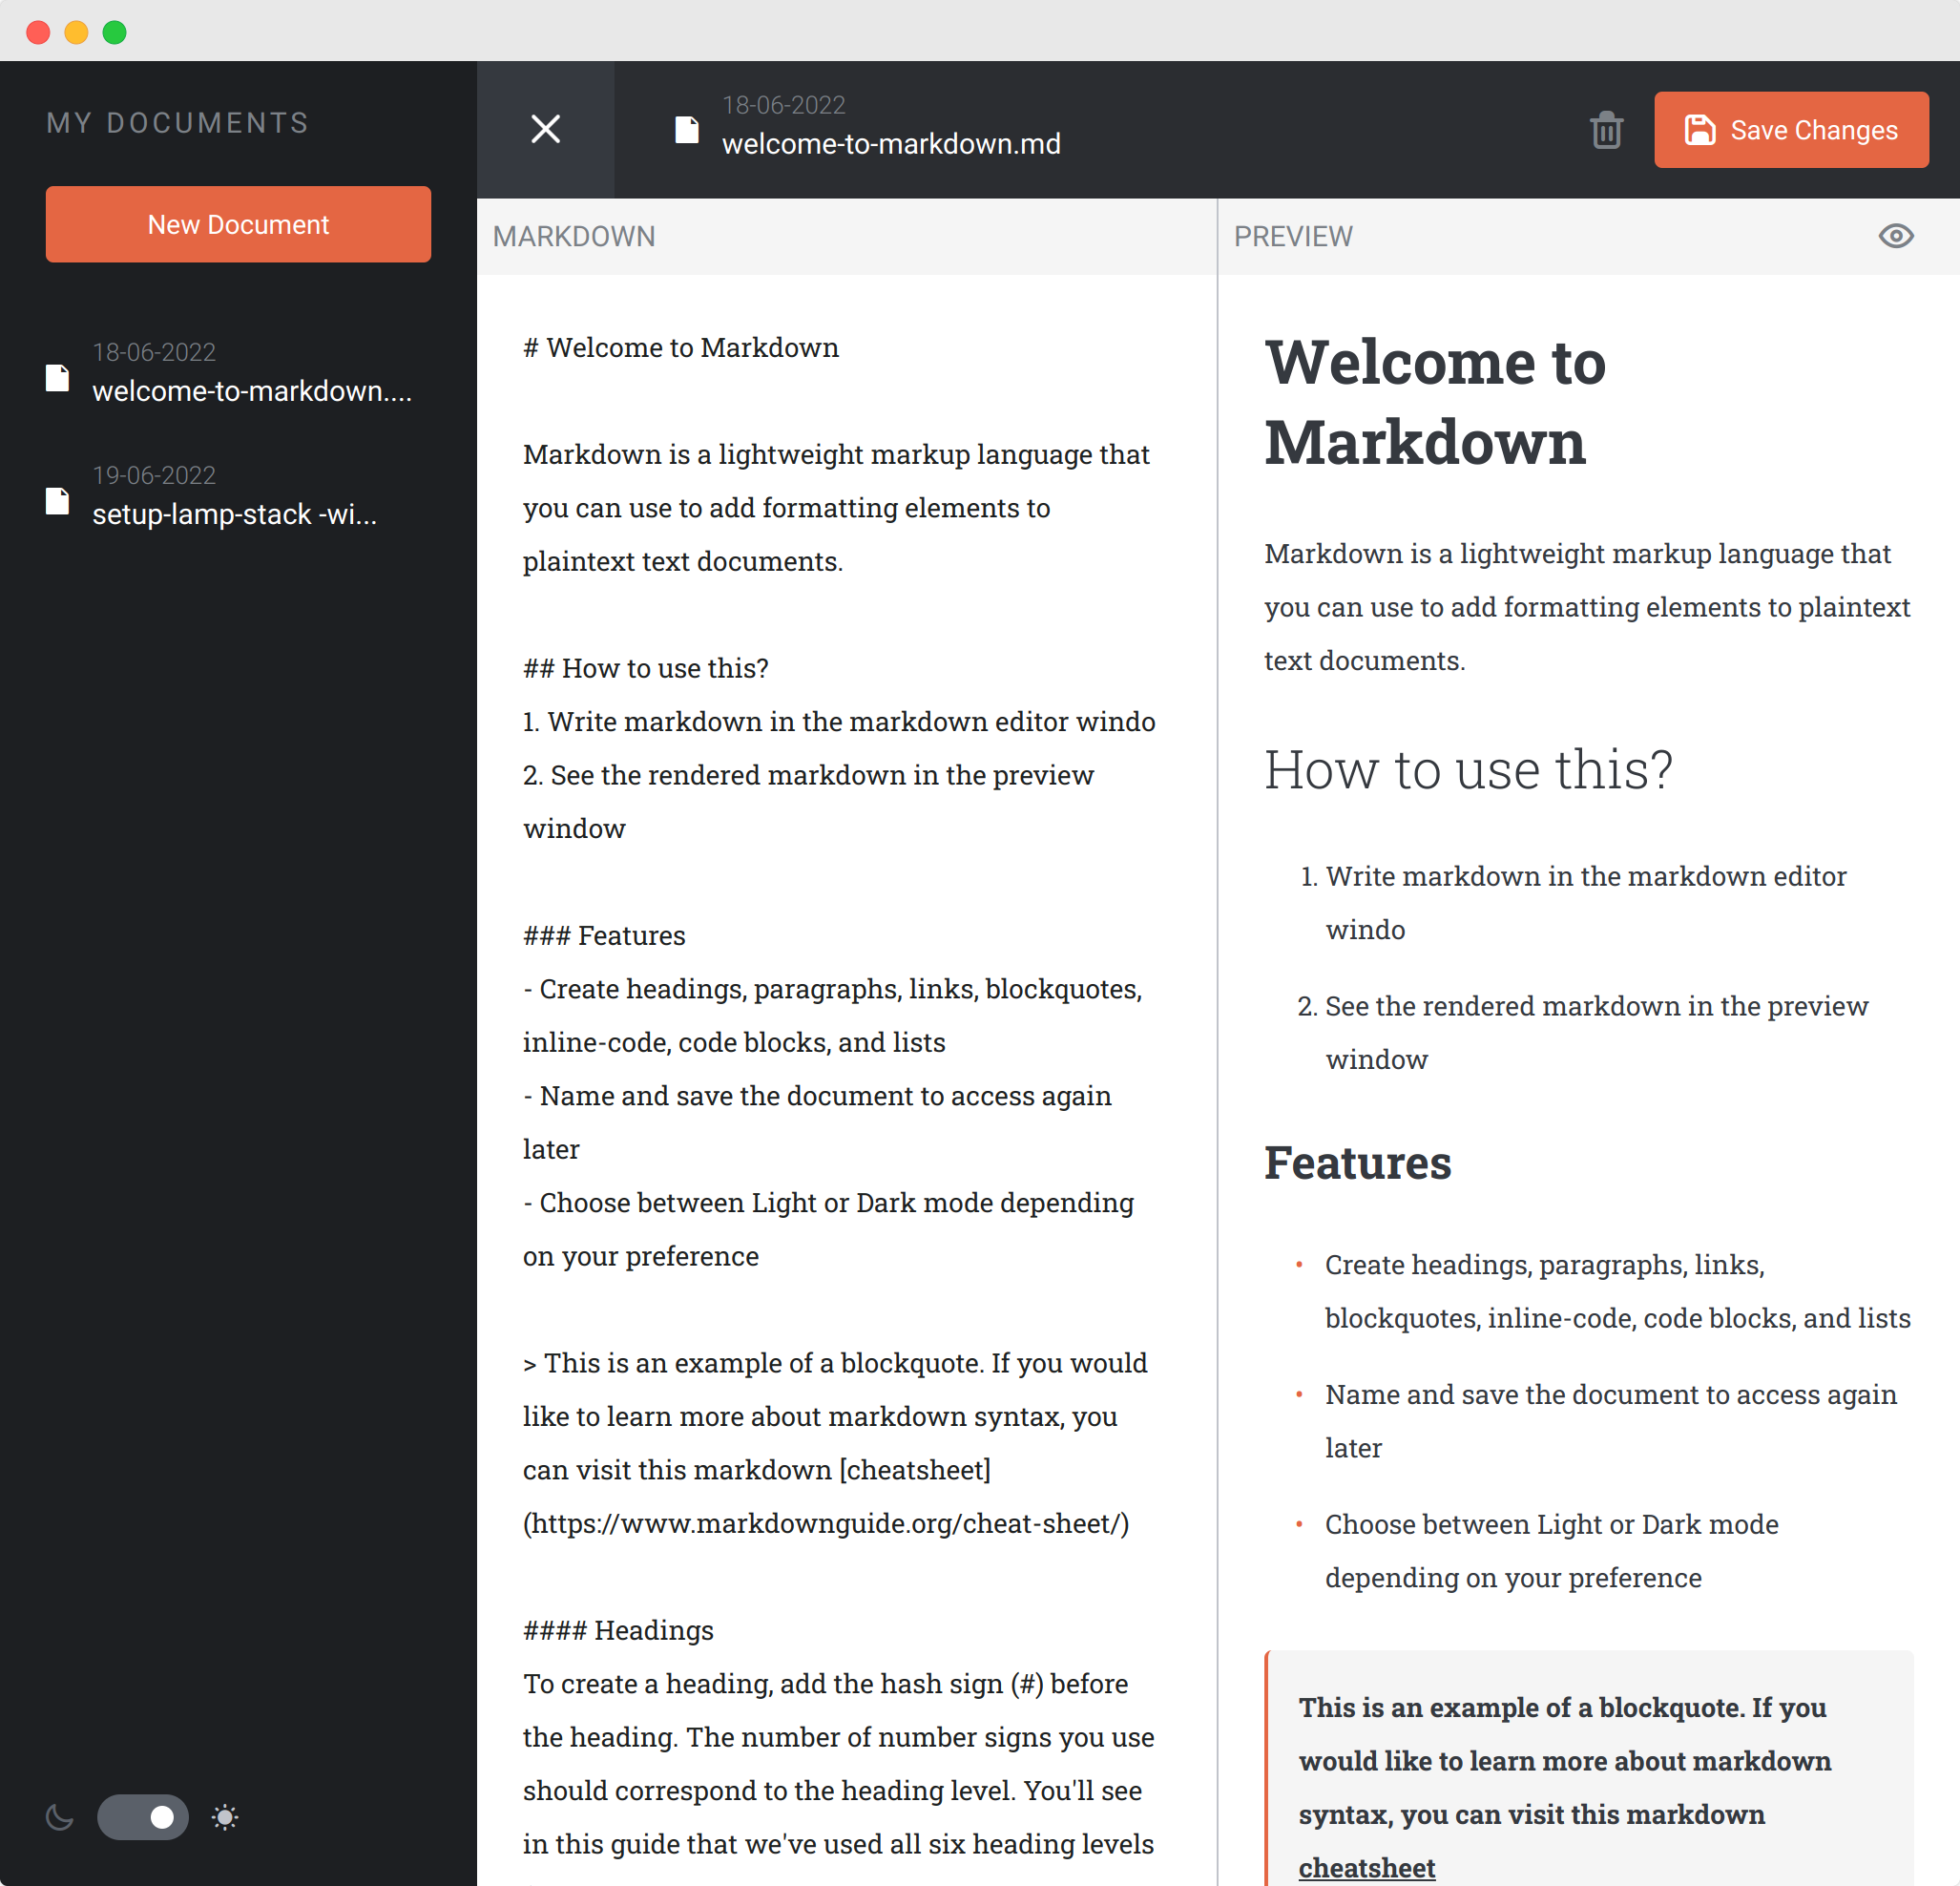 MY DOCUMENTS
New Document
18-06-2022
welcome-to-markdown....
19-06-2022
setup-lamp-stack -wi...
18-06-2022
welcome-to-markdown.md
Save Changes
MARKDOWN
# Welcome to Markdown
Markdown is a lightweight markup language that
you can use to add formatting elements to
plaintext text documents.
## How to use this?
1. Write markdown in the markdown editor windo
2. See the rendered markdown in the preview
window
### Features
- Create headings, paragraphs, links, blockquotes,
inline-code, code blocks, and lists
- Name and save the document to access again
later
- Choose between Light or Dark mode depending
on your preference
> This is an example of a blockquote. If you would
like to learn more about markdown syntax, you
can visit this markdown [cheatsheet]
(https://www.markdownguide.org/cheat-sheet/)
#### Headings
To create a heading, add the hash sign (#) before
the heading. The number of number signs you use
should correspond to the heading level. You'll see
in this guide that we've used all six heading levels
PREVIEW
Welcome to
Markdown
Markdown is a lightweight markup language that
you can use to add formatting elements to plaintext
text documents.
How to use this?
1. Write markdown in the markdown editor
windo
2. See the rendered markdown in the preview
window
Features
• Create headings, paragraphs, links,
blockquotes, inline-code, code blocks, and lists
• Name and save the document to access again
later
• Choose between Light or Dark mode
depending on your preference
This is an example of a blockquote. If you
would like to learn more about markdown
syntax, you can visit this markdown
cheatsheet